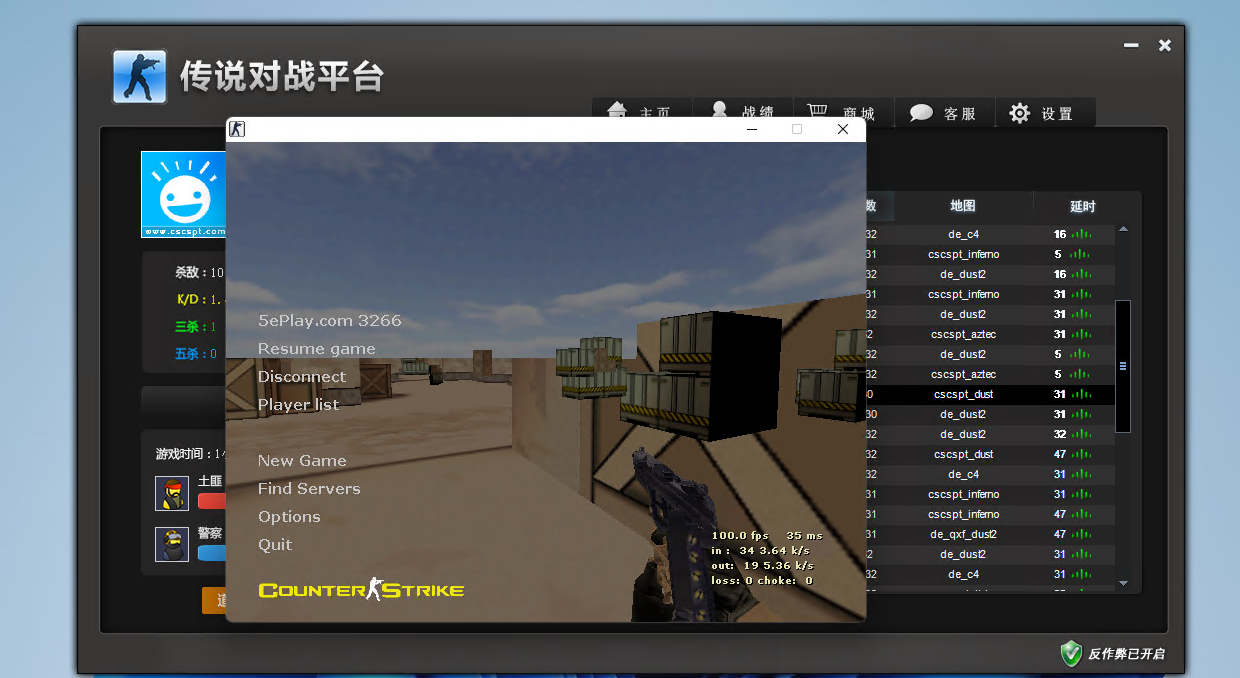 传说对战平台
主页
战绩
商城
客服
设置
www.cscspt.com
杀敌：10
K/D：1.
三杀：1
五杀：0
游戏时间：1
土匪
警察
5ePlay.com 3266
Resume game
Disconnect
Player list
New Game
Find Servers
Options
Quit
COUNTER STRIKE
100.0 fps 35 ms
in : 34 3.64 k/s
out: 19 5.36 k/s
loss: 0 choke: 0
数 地图 延时
32 de_c4 16
31 cscspt_inferno 5
32 de_dust2 16
31 cscspt_inferno 31
32 de_dust2 31
2 cscspt_aztec 31
32 de_dust2 5
32 cscspt_aztec 5
0 cscspt_dust 31
30 de_dust2 31
32 de_dust2 32
32 cscspt_dust 47
32 de_c4 31
31 cscspt_inferno 31
31 cscspt_inferno 47
31 de_qxf_dust2 47
2 de_dust2 31
32 de_c4 31
反作弊已开启